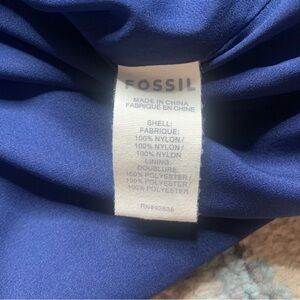 FOSSIL
MADE IN CHINA
FABRIQUE EN CHINE
SHELL:
FABRIQUE:
100% NYLON /
100% NYLON /
100% NYLON
LINING:
DOUBLURE:
100% POLYESTER /
100% POLYESTER /
100% POLYESTER